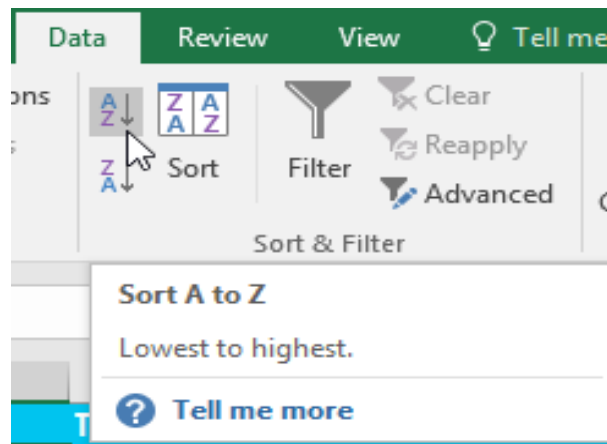 Data Review View Tell me
ons Clear
Sort Filter Reapply
Advanced
Sort & Filter
Sort A to Z
Lowest to highest.
Tell me more
T